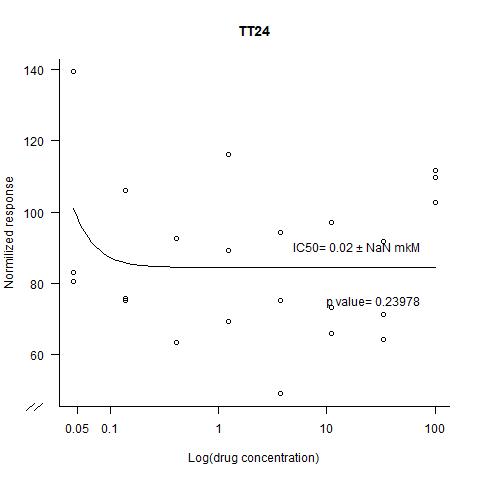 TT24
Normilized response
140
120
100
80
60
IC50= 0.02 ± NaN mkM
p value= 0.23978
0.05 0.1 1 10 100
Log(drug concentration)